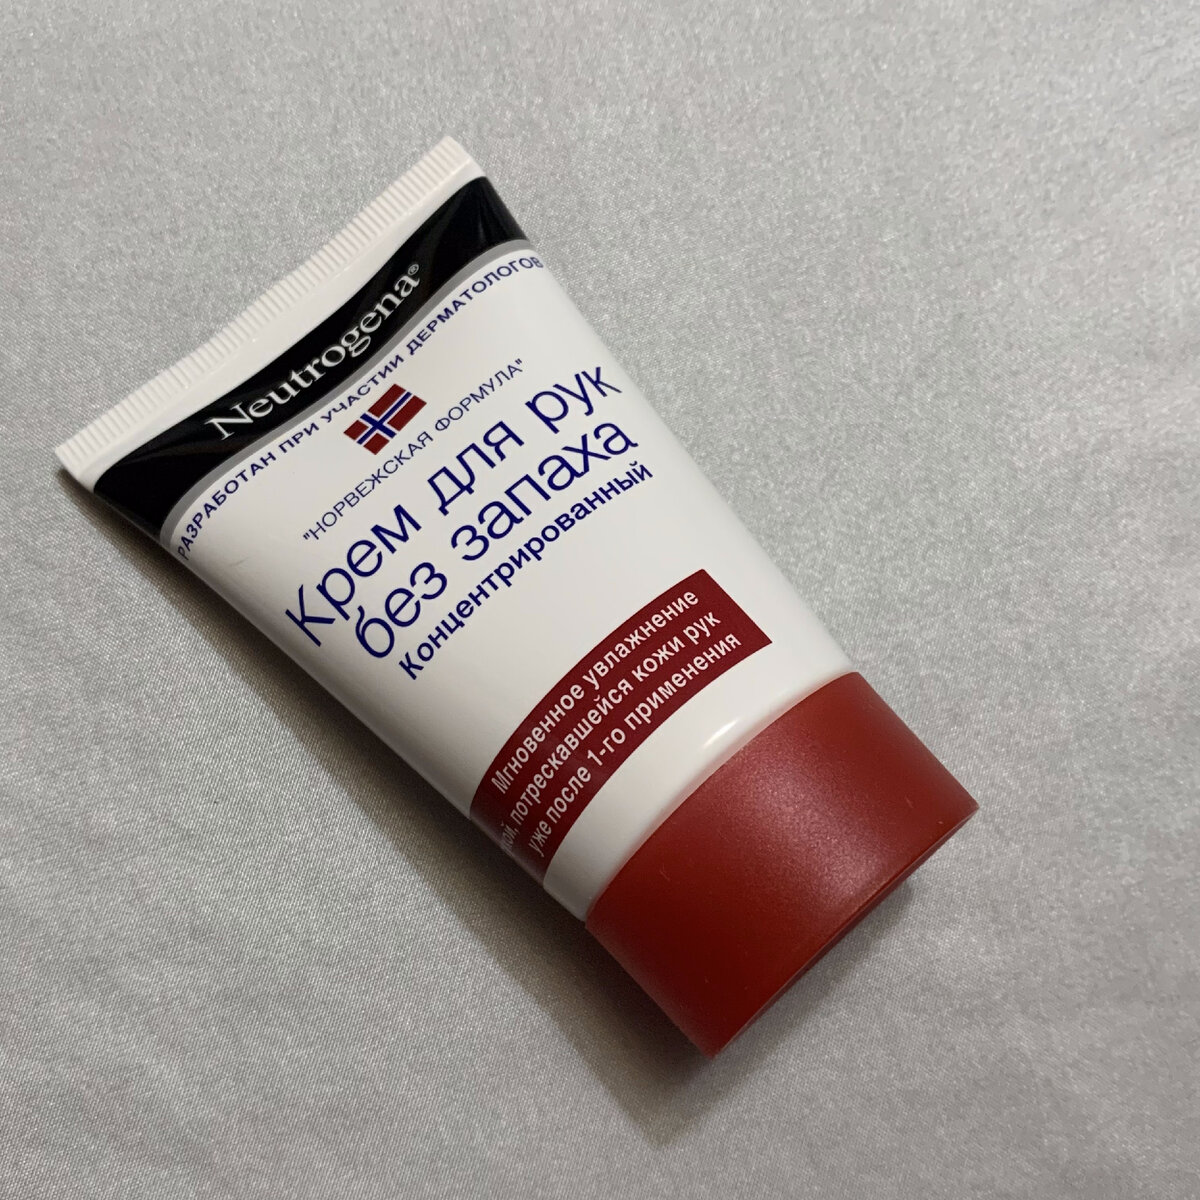 Neutrogena®
РАЗРАБОТАН ПРИ УЧАСТИИ ДЕРМАТОЛОГОВ
"НОРВЕЖСКАЯ ФОРМУЛА"
Крем для рук
без запаха
Концентрированный
Мгновенное увлажнение
потрескавшейся кожи рук
уже после 1-го применения